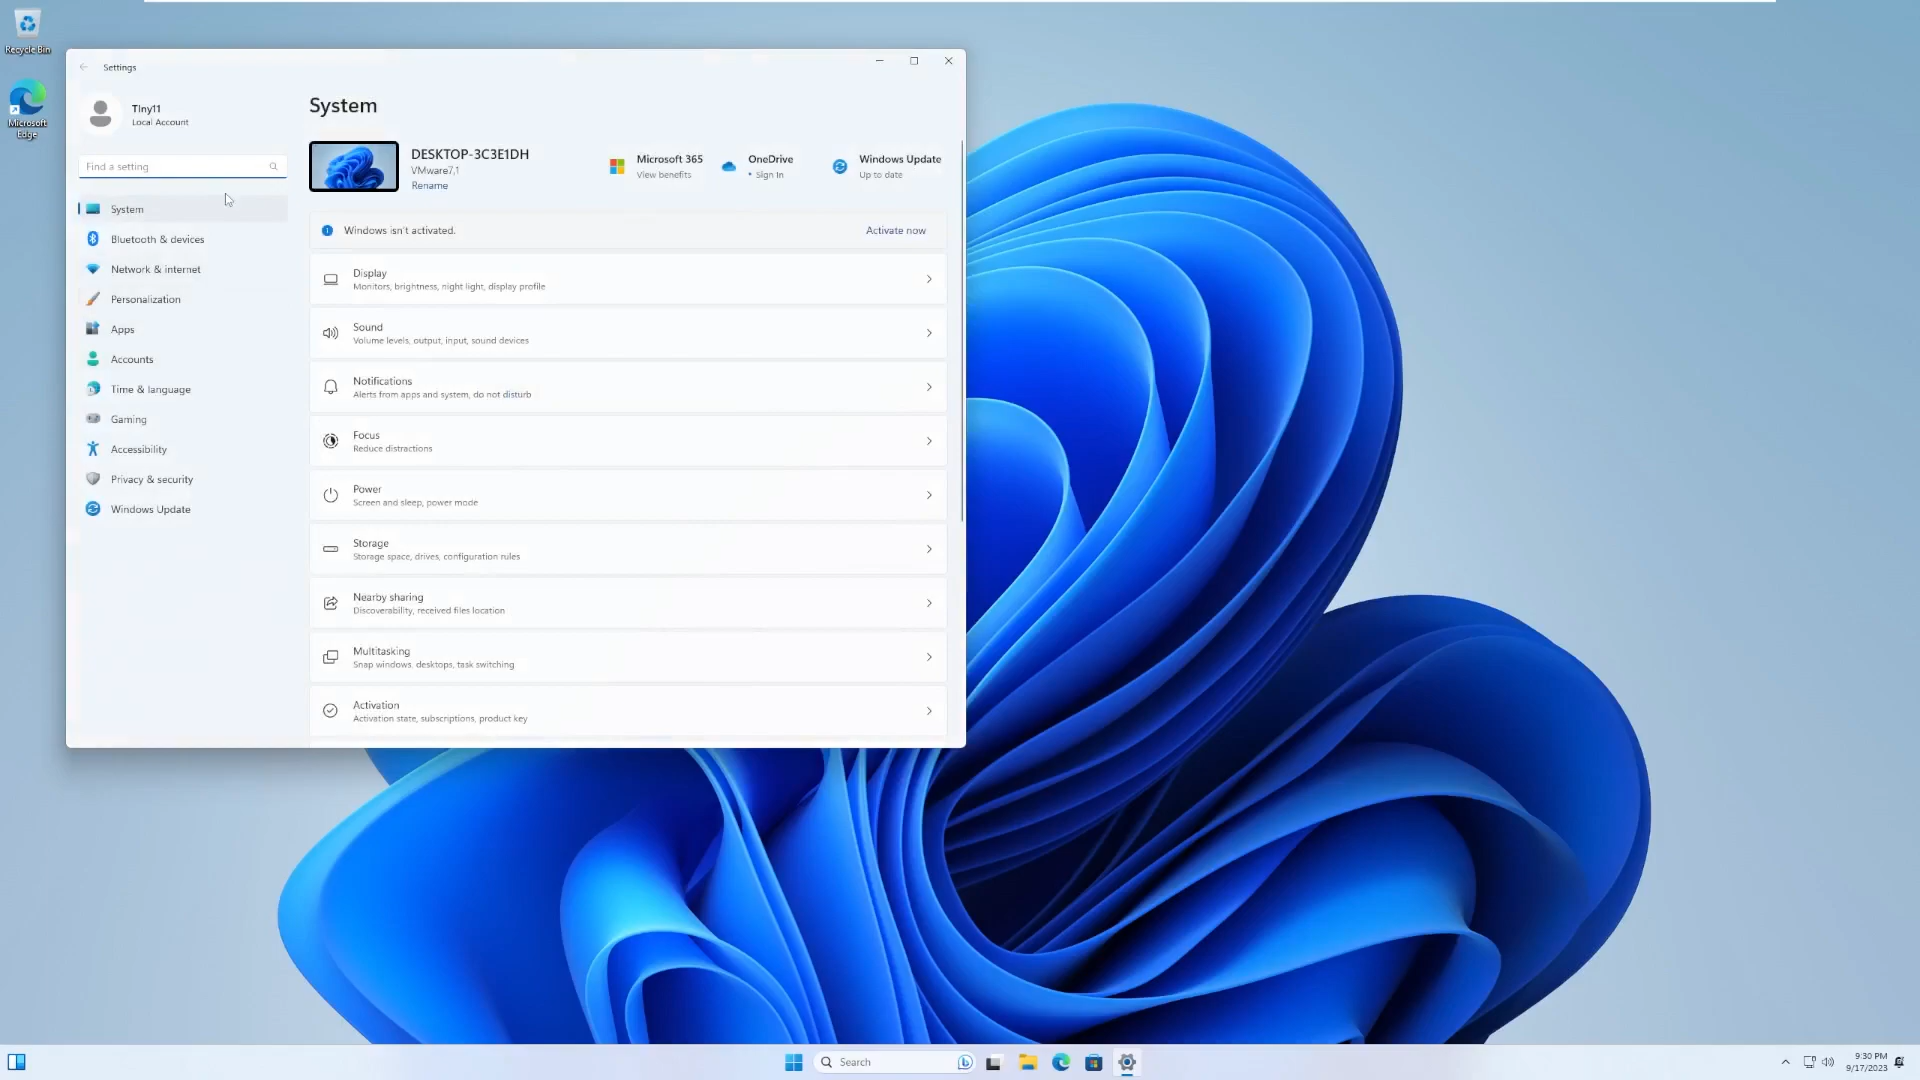 Recycle Bin
Microsoft
Edge
Settings
TIny11
Local Account
Find a setting
System
Bluetooth & devices
Network & internet
Personalization
Apps
Accounts
Time & language
Gaming
Accessibility
Privacy & security
Windows Update
System
DESKTOP-3C3E1DH
VMware7,1
Rename
Microsoft 365
View benefits
OneDrive
• Sign In
Windows Update
Up to date
Windows isn't activated.
Activate now
Display
Monitors, brightness, night light, display profile
Sound
Volume levels, output, input, sound devices
Notifications
Alerts from apps and system, do not disturb
Focus
Reduce distractions
Power
Screen and sleep, power mode
Storage
Storage space, drives, configuration rules
Nearby sharing
Discoverability, received files location
Multitasking
Snap windows, desktops, task switching
Activation
Activation state, subscriptions, product key
Search
9:30 PM
9/17/2023